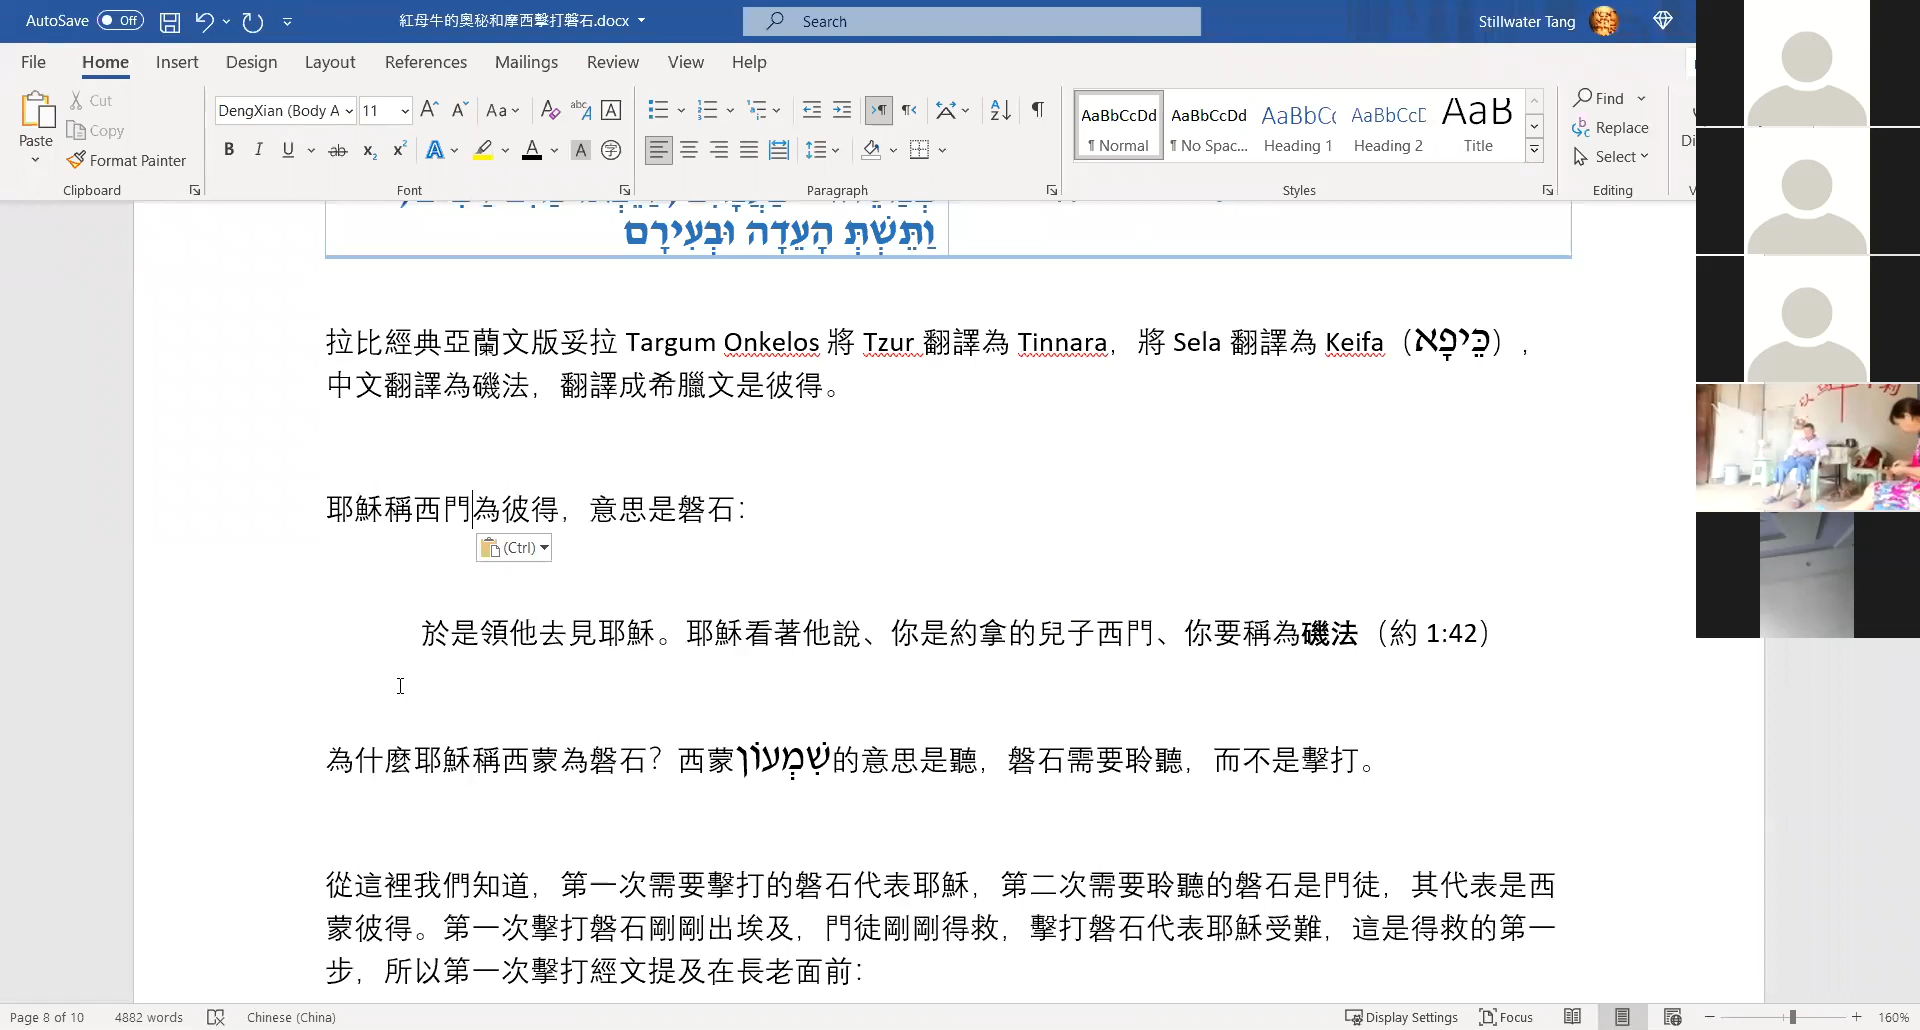 AutoSave Off 紅母牛的奧秘和摩西擊打磐石.docx Search Stillwater Tang
File Home Insert Design Layout References Mailings Review View Help
Paste Cut Copy Format Painter Clipboard
DengXian (Body A 11 Aa A
B I U ab x₂ x² A A A 字 Font
Paragraph
AaBbCcDd ¶ Normal
AaBbCcDd ¶ No Spac...
AaBbCc Heading 1
AaBbCcD Heading 2
AaB Title
Styles
Find
Replace
Select
Editing
וַתֵּשְׁתְּ הָעֵדָה וּבְעִירָם
拉比經典亞蘭文版妥拉 Targum Onkelos 將 Tzur 翻譯為 Tinnara，將 Sela 翻譯為 Keifa（כֵּיפָא），
中文翻譯為磯法，翻譯成希臘文是彼得。
耶穌稱西門為彼得，意思是磐石：
(Ctrl)
於是領他去見耶穌。耶穌看著他說、你是約拿的兒子西門、你要稱為磯法（約 1:42）
為什麼耶穌稱西蒙為磐石？西蒙שִׁמְעוֹן的意思是聽，磐石需要聆聽，而不是擊打。
從這裡我們知道，第一次需要擊打的磐石代表耶穌，第二次需要聆聽的磐石是門徒，其代表是西
蒙彼得。第一次擊打磐石剛剛出埃及，門徒剛剛得救，擊打磐石代表耶穌受難，這是得救的第一
步，所以第一次擊打經文提及在長老面前：
Page 8 of 10 4882 words Chinese (China) Display Settings Focus 160%